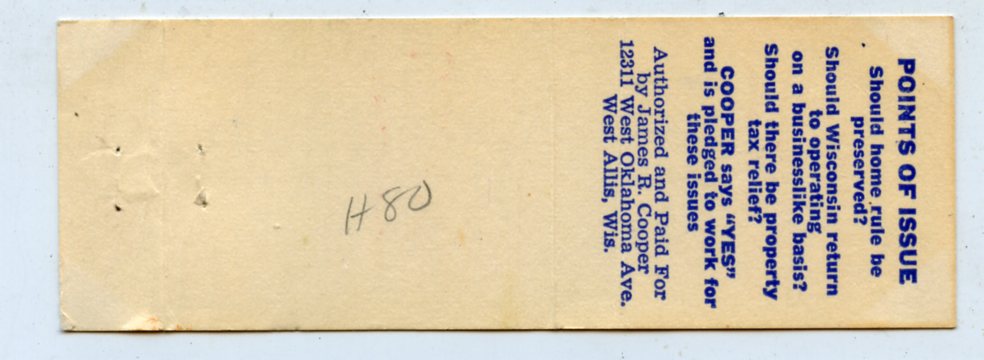 POINTS OF ISSUE
Should home rule be
preserved?
Should Wisconsin return
to operating
on a businesslike basis?
Should there be property
tax relief?
COOPER says "YES"
and is pledged to work for
these issues
Authorized and Paid For
by James R. Cooper
12311 West Oklahoma Ave.
West Allis, Wis.
H80